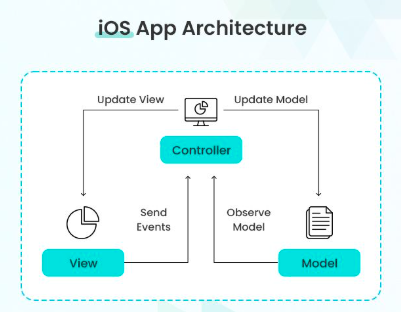 iOS App Architecture
Update View
Update Model
Controller
Send
Events
Observe
Model
View
Model